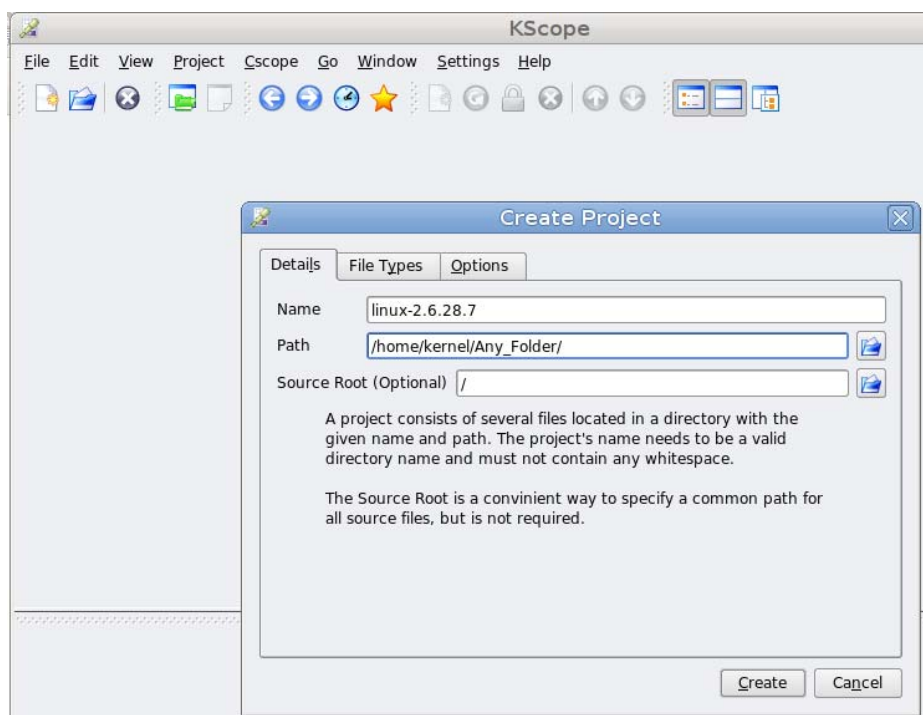 KScope
File Edit View Project Cscope Go Window Settings Help
Create Project
Details File Types Options
Name linux-2.6.28.7
Path /home/kernel/Any_Folder/
Source Root (Optional) /
A project consists of several files located in a directory with the
given name and path. The project's name needs to be a valid
directory name and must not contain any whitespace.
The Source Root is a convinient way to specify a common path for
all source files, but is not required.
Create Cancel